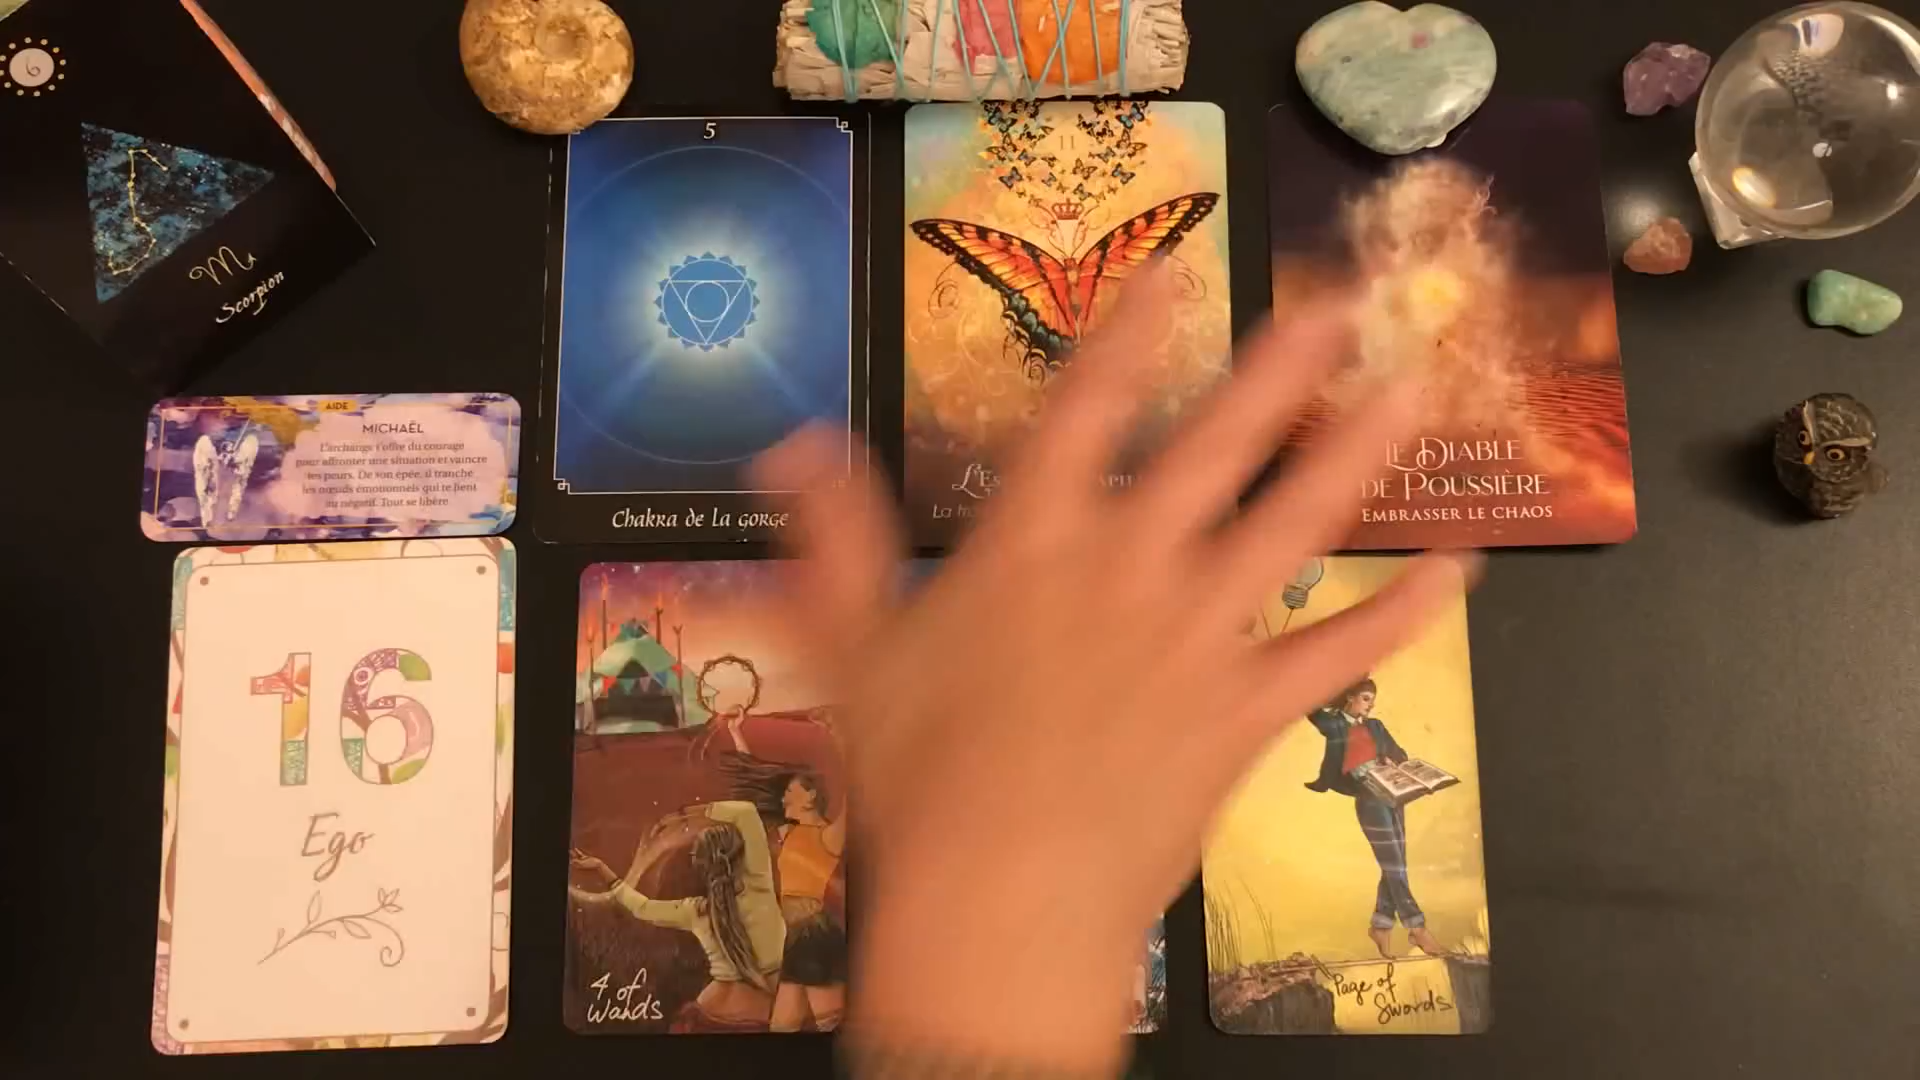 6
Scorpion
AIDE
MICHAËL
L'archange t'offre du courage
pour affronter une situation et vaincre
tes peurs. De son épée, il tranche
les nœuds émotionnels qui te lient
au négatif. Tout se libère
5
Chakra de la gorge
11
La
LE DIABLE
DE POUSSIÈRE
EMBRASSER LE CHAOS
16
Ego
4 of
Wands
Page of
Swords